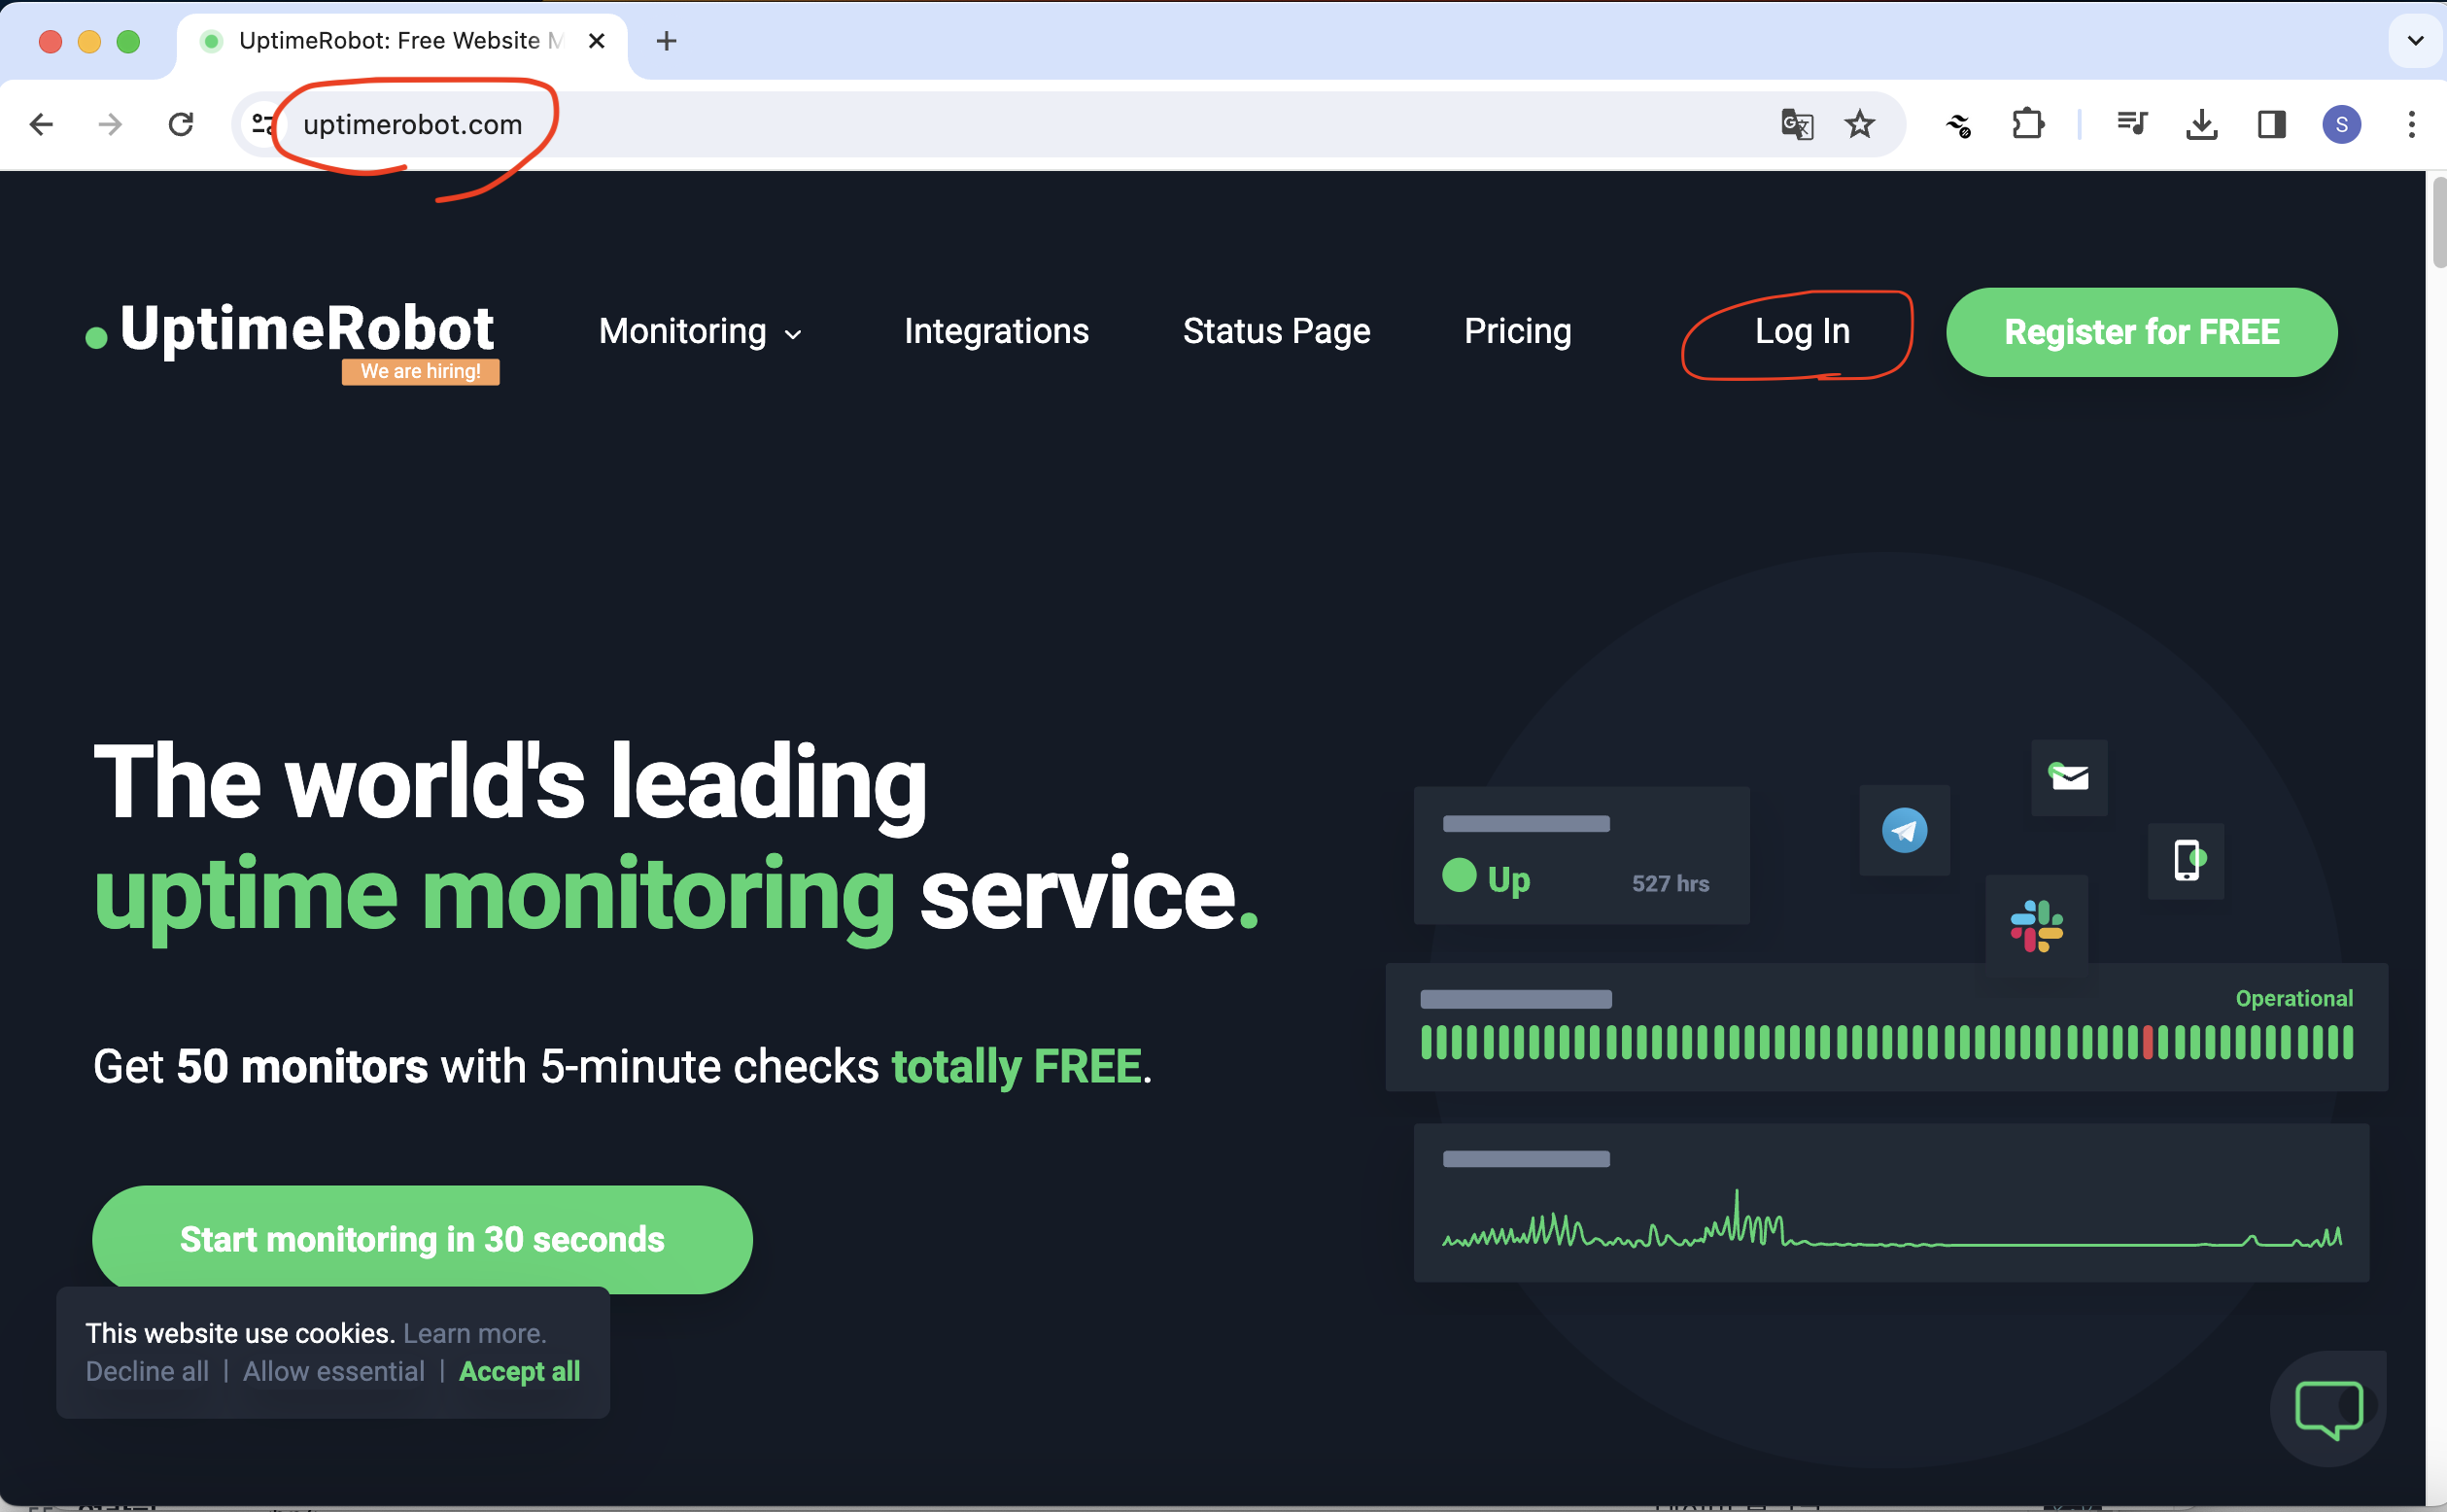 UptimeRobot: Free Website
uptimerobot.com
S
UptimeRobot
We are hiring!
Monitoring
Integrations
Status Page
Pricing
Log In
Register for FREE
The world's leading
uptime monitoring service.
Get 50 monitors with 5-minute checks totally FREE.
Start monitoring in 30 seconds
Up
527 hrs
Operational
This website use cookies. Learn more.
Decline all | Allow essential | Accept all